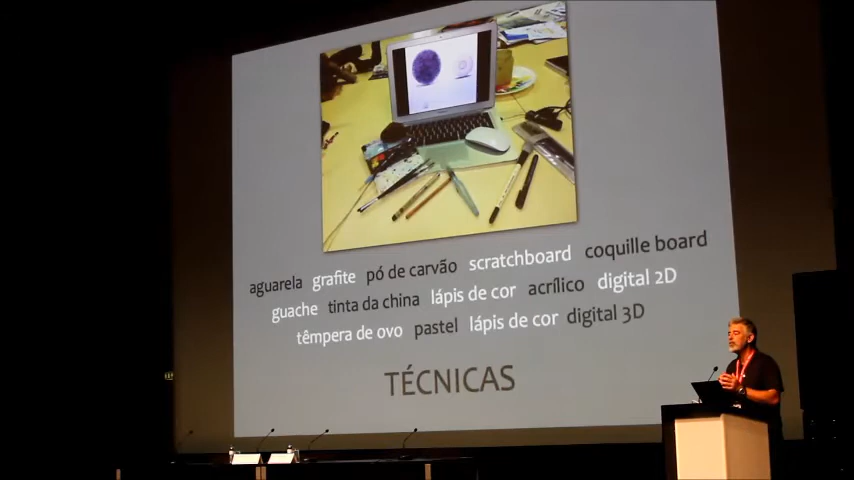 aguarela grafite pó de carvão scratchboard coquille board
guache tinta da china lápis de cor acrílico digital 2D
têmpera de ovo pastel lápis de cor digital 3D
TÉCNICAS